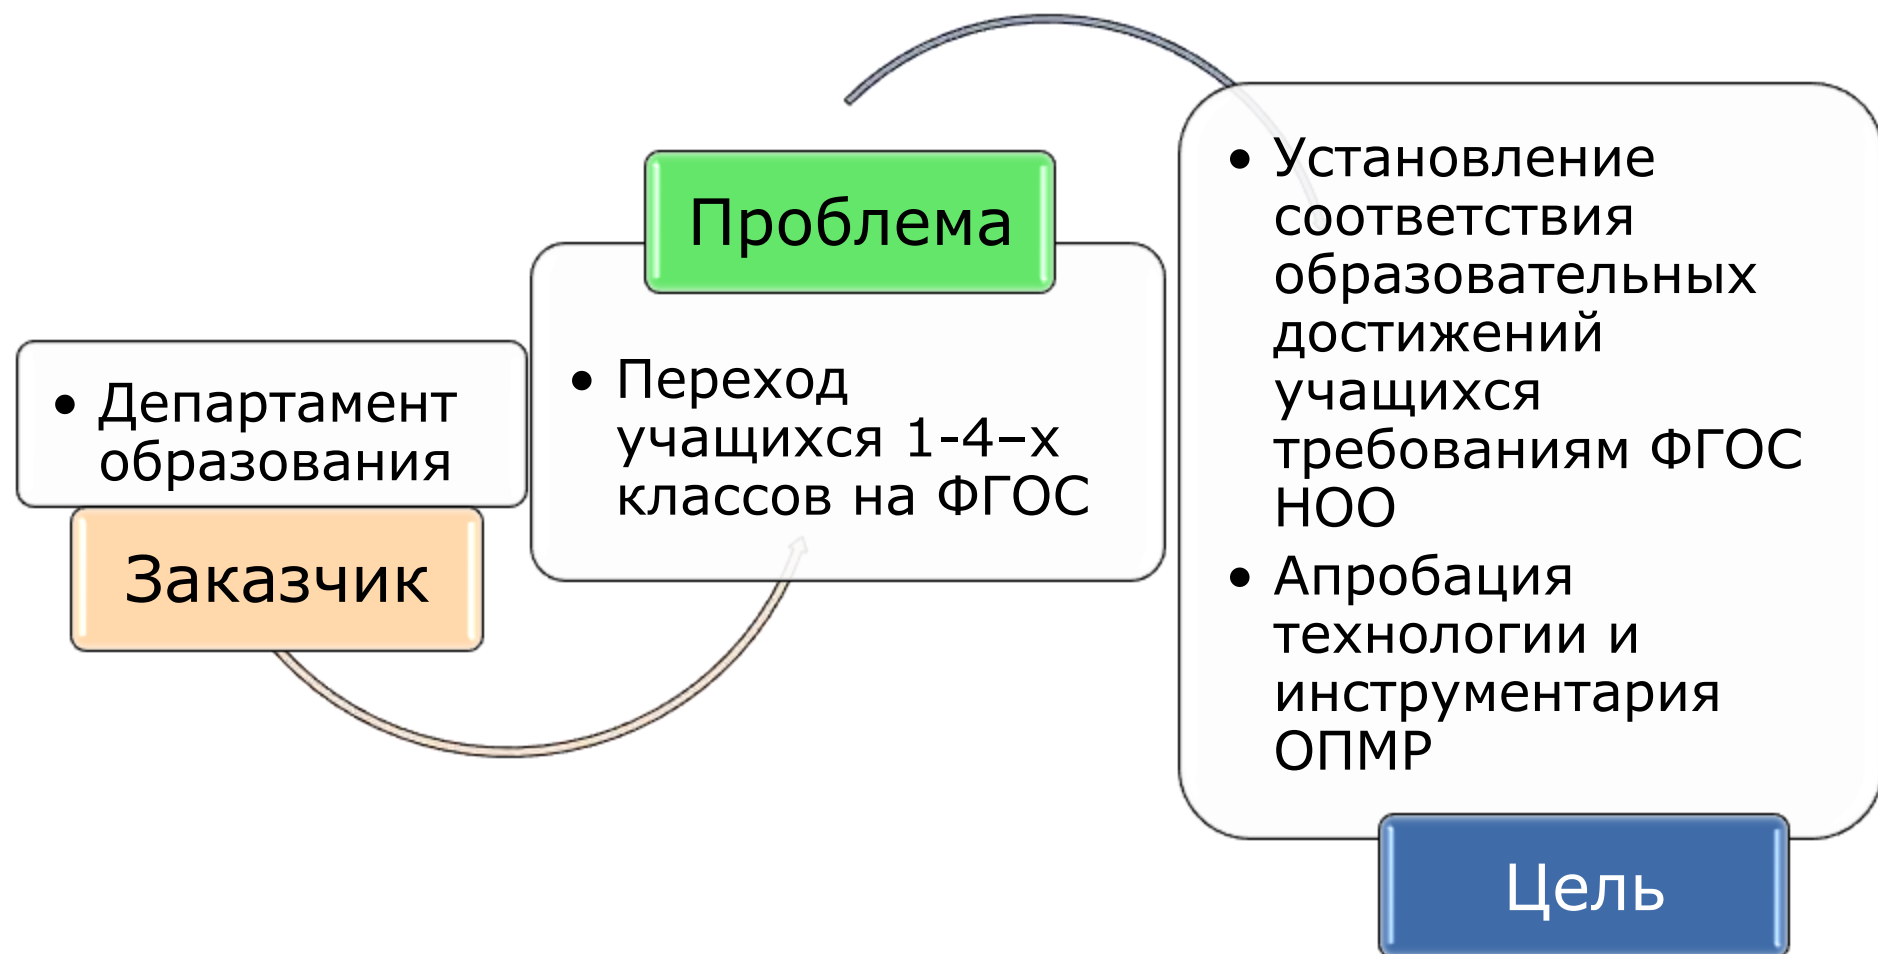 • Департамент
образования
Заказчик
Проблема
• Переход
учащихся 1-4–х
классов на ФГОС
• Установление
соответствия
образовательных
достижений
учащихся
требованиям ФГОС
НОО
• Апробация
технологии и
инструментария
ОПМР
Цель